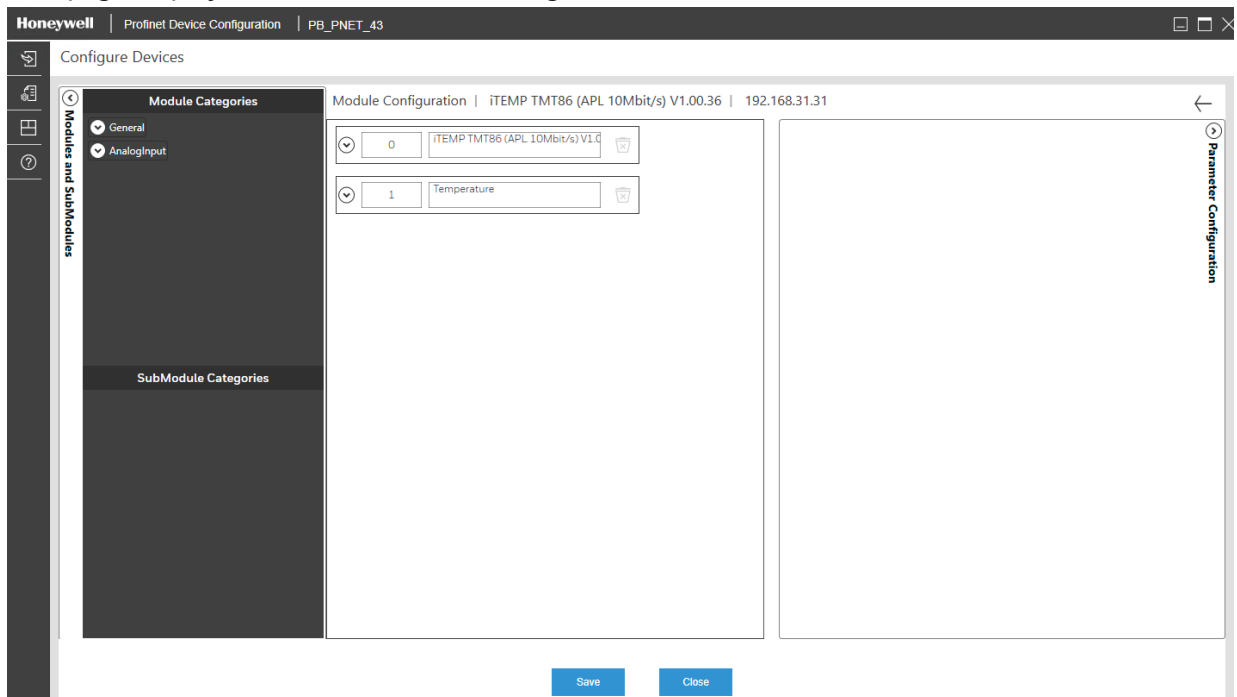 Honeywell | Profinet Device Configuration | PB_PNET_43
Configure Devices
Modules and SubModules
Module Categories
General
AnalogInput
SubModule Categories
Module Configuration | iTEMP TMT86 (APL 10Mbit/s) V1.00.36 | 192.168.31.31
0 iTEMP TMT86 (APL 10Mbit/s) V1.0
1 Temperature
Parameter Configuration
Save Close